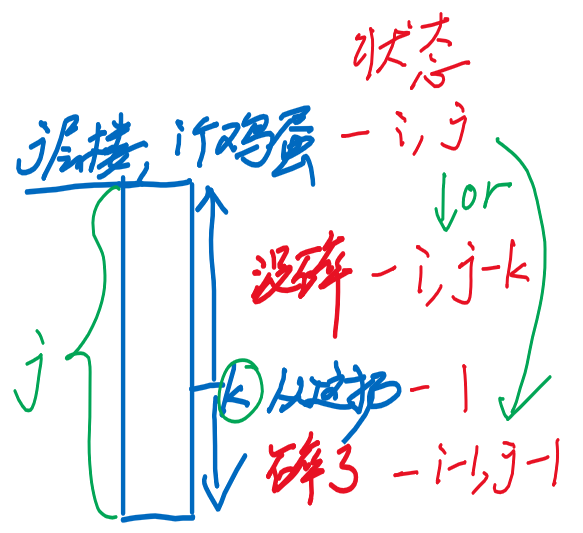 状态
j层楼, i个鸡蛋 - i, j
or
没碎 - i, j-k
j
k 从这扔 - 1
碎了 - i-1, j-1